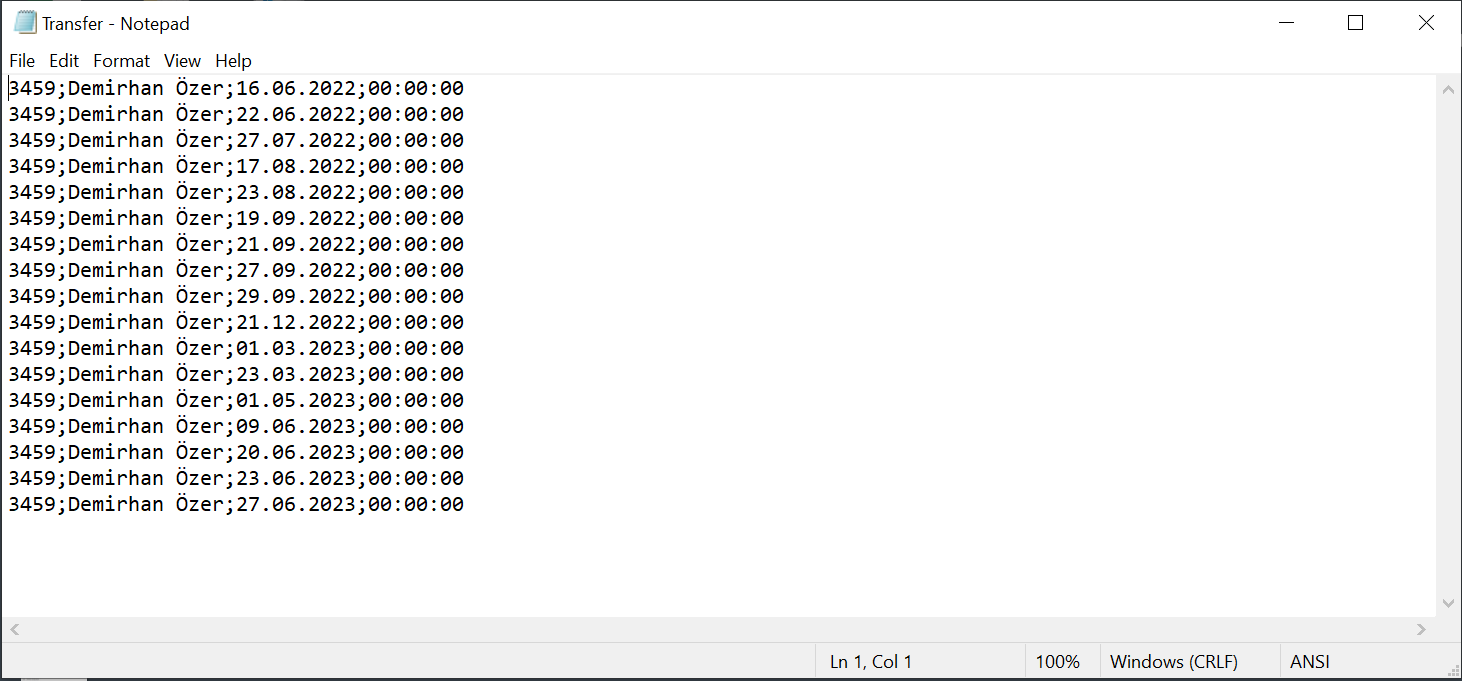 Transfer - Notepad
File Edit Format View Help
3459;Demirhan Özer;16.06.2022;00:00:00
3459;Demirhan Özer;22.06.2022;00:00:00
3459;Demirhan Özer;27.07.2022;00:00:00
3459;Demirhan Özer;17.08.2022;00:00:00
3459;Demirhan Özer;23.08.2022;00:00:00
3459;Demirhan Özer;19.09.2022;00:00:00
3459;Demirhan Özer;21.09.2022;00:00:00
3459;Demirhan Özer;27.09.2022;00:00:00
3459;Demirhan Özer;29.09.2022;00:00:00
3459;Demirhan Özer;21.12.2022;00:00:00
3459;Demirhan Özer;01.03.2023;00:00:00
3459;Demirhan Özer;23.03.2023;00:00:00
3459;Demirhan Özer;01.05.2023;00:00:00
3459;Demirhan Özer;09.06.2023;00:00:00
3459;Demirhan Özer;20.06.2023;00:00:00
3459;Demirhan Özer;23.06.2023;00:00:00
3459;Demirhan Özer;27.06.2023;00:00:00
Ln 1, Col 1 100% Windows (CRLF) ANSI